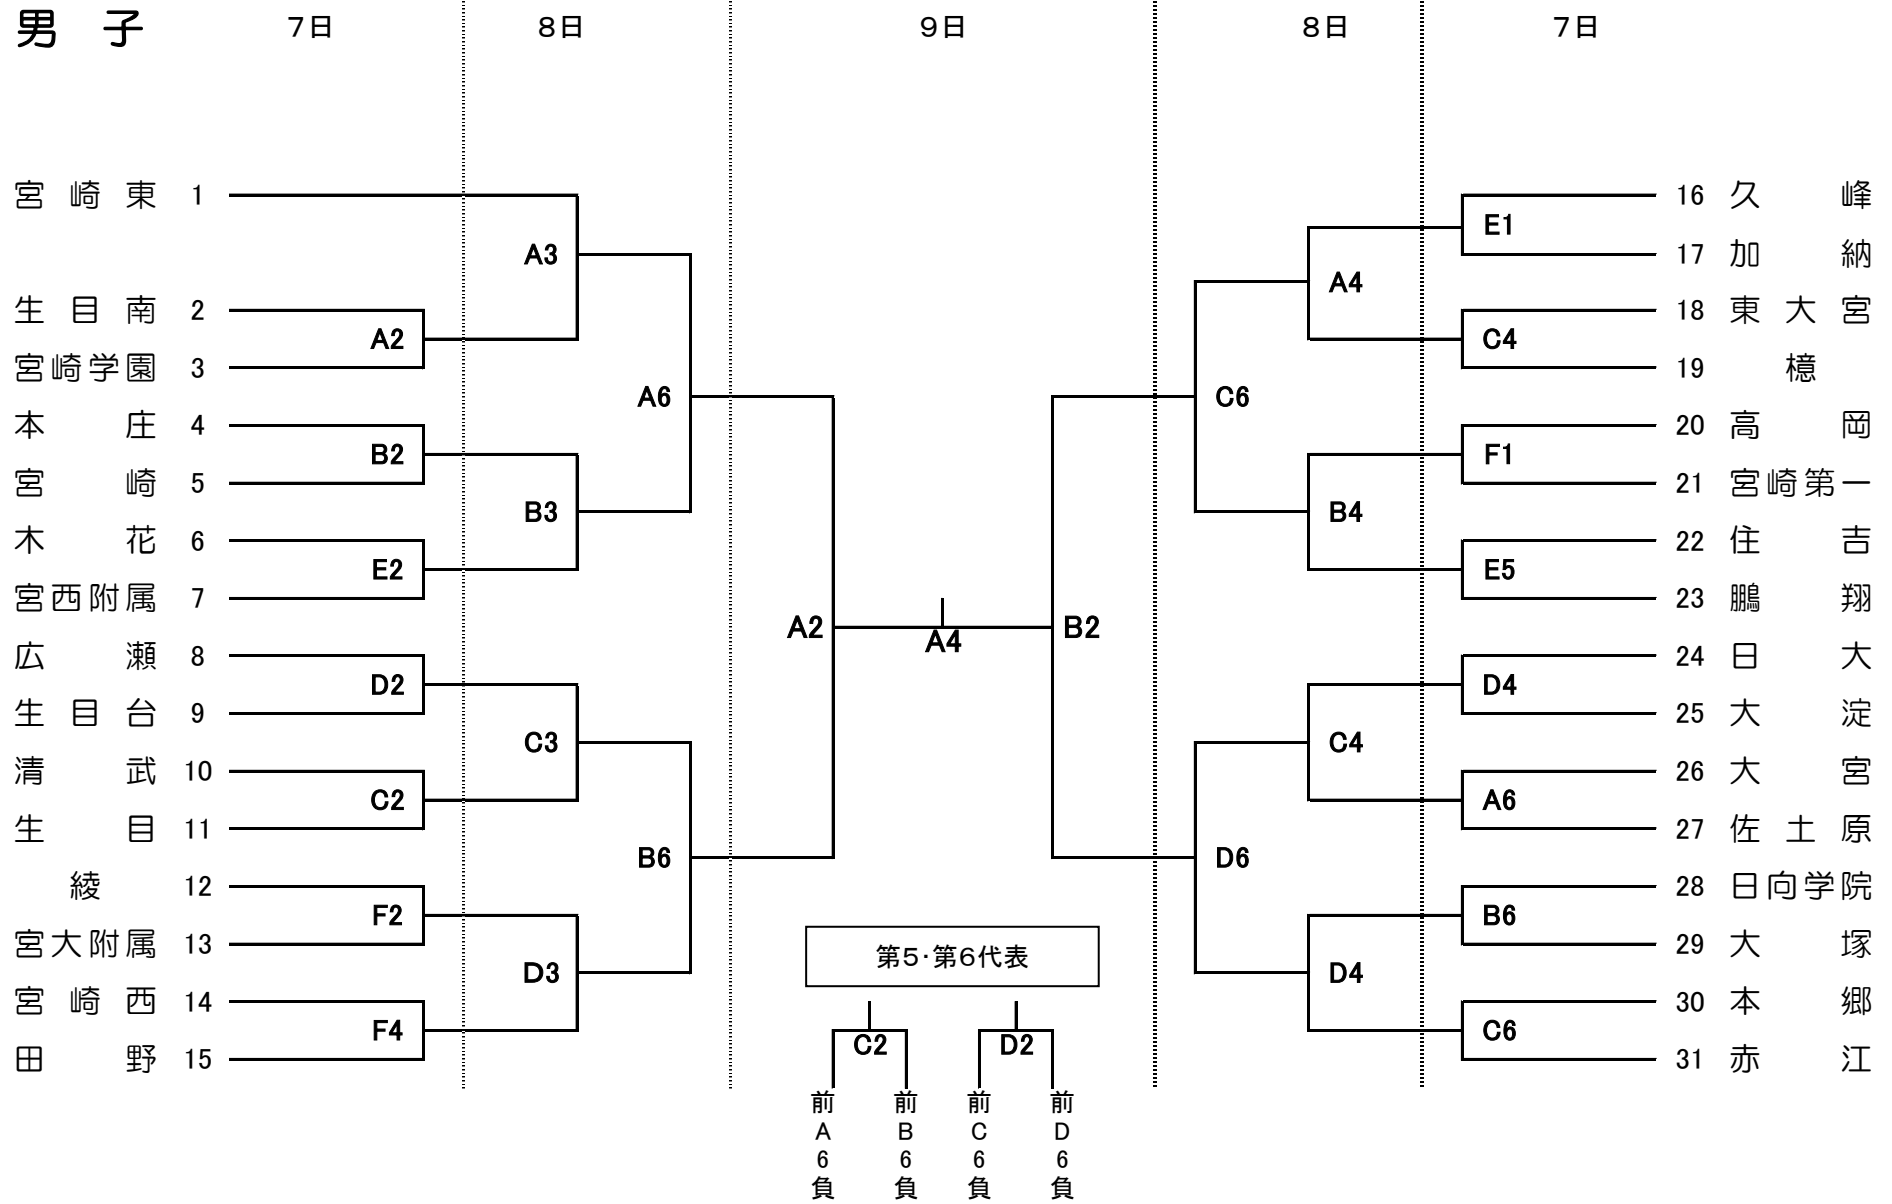 男子 7日 8日 9日 8日 7日
宮崎東 1 16 久峰
A3 E1
17 加納
A4
生目南 2 18 東大宮
A2 C4
宮崎学園 3 19 檍
A6 C6
本庄 4 20 高岡
B2 F1
宮崎 5 21 宮崎第一
B3 B4
木花 6 22 住吉
E2 E5
宮西附属 7 23 鵬翔
A2 A4 B2
広瀬 8 24 日大
D2 D4
生目台 9 25 大淀
C3 C4
清武 10 26 大宮
C2 A6
生目 11 27 佐土原
B6 D6
綾 12 28 日向学院
F2 B6
宮大附属 13 29 大塚
第5・第6代表
D3 D4
宮崎西 14 30 本郷
F4 C6
C2 D2
田野 15 31 赤江
前A6負 前B6負 前C6負 前D6負